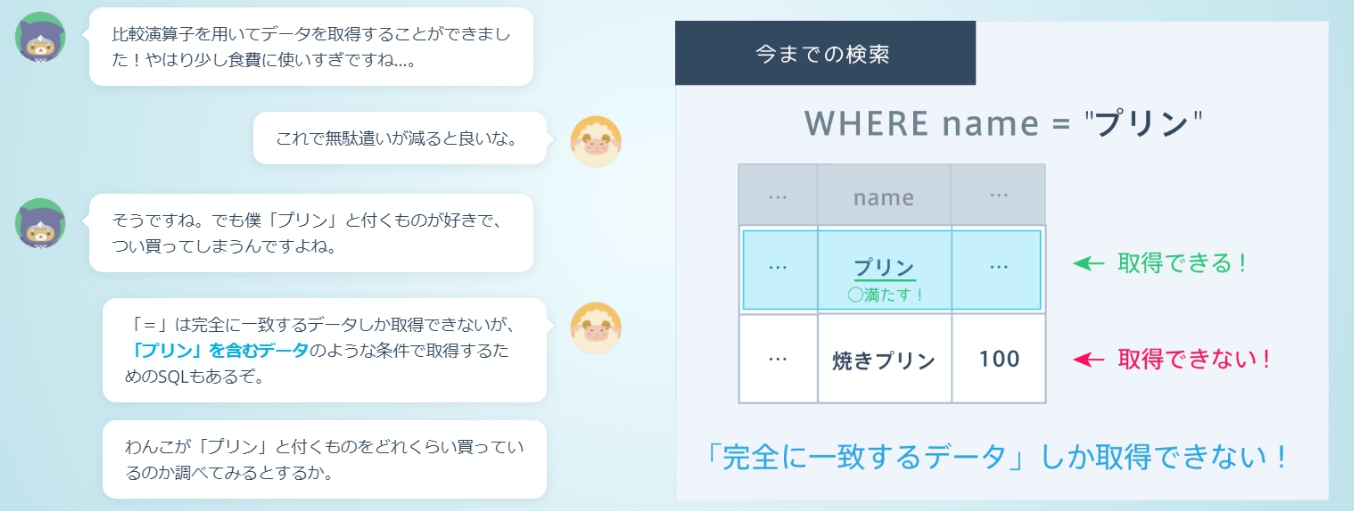 比較演算子を用いてデータを取得することができまし
た！やはり少し食費に使いすぎですね...。
これで無駄遣いが減ると良いな。
そうですね。でも僕「プリン」と付くものが好きで、
つい買ってしまうんですよね。
「＝」は完全に一致するデータしか取得できないが、
「プリン」を含むデータのような条件で取得するた
めのSQLもあるぞ。
わんこが「プリン」と付くものをどれくらい買ってい
るのか調べてみるとするか。
今までの検索
WHERE name = "プリン"
… name …
… プリン …
○満たす！
← 取得できる！
… 焼きプリン 100
← 取得できない！
「完全に一致するデータ」しか取得できない！